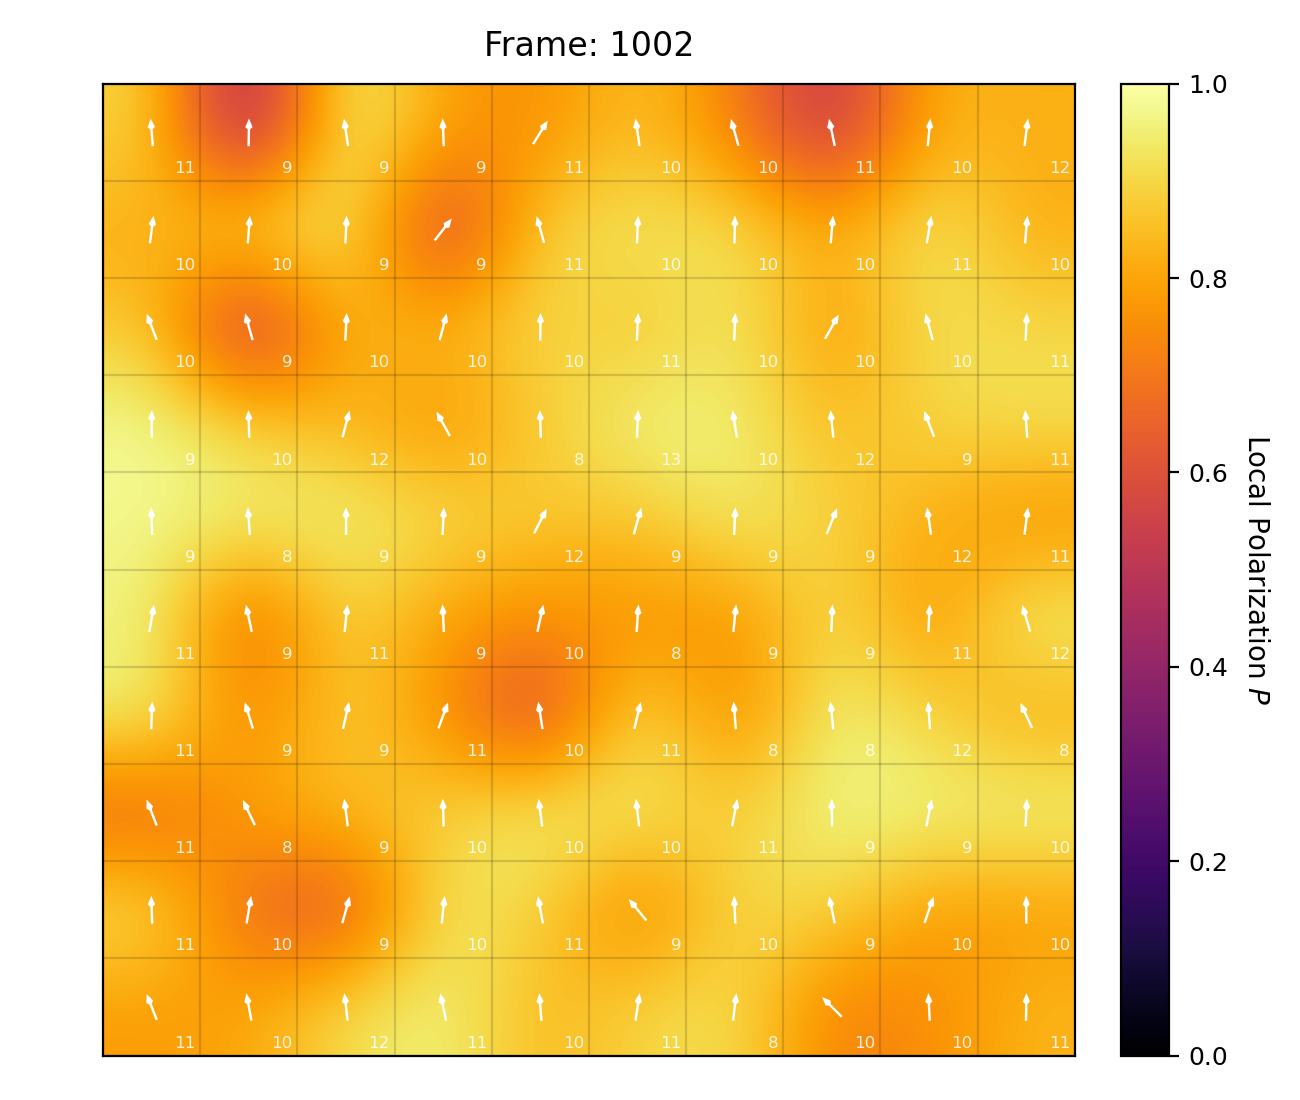 Frame: 1002
11 9 9 9 11 10 10 11 10 12
10 10 9 9 11 10 10 10 11 10
10 9 10 10 10 11 10 10 10 11
9 10 12 10 8 13 10 12 9 11
9 8 9 9 12 9 9 9 12 11
11 9 11 9 10 8 9 9 11 12
11 9 9 11 10 11 8 8 12 8
11 8 9 10 10 10 11 9 9 10
11 10 9 10 11 9 10 9 10 10
11 10 12 11 10 11 8 10 10 11
1.0
0.8
0.6
0.4
0.2
0.0
Local Polarization P